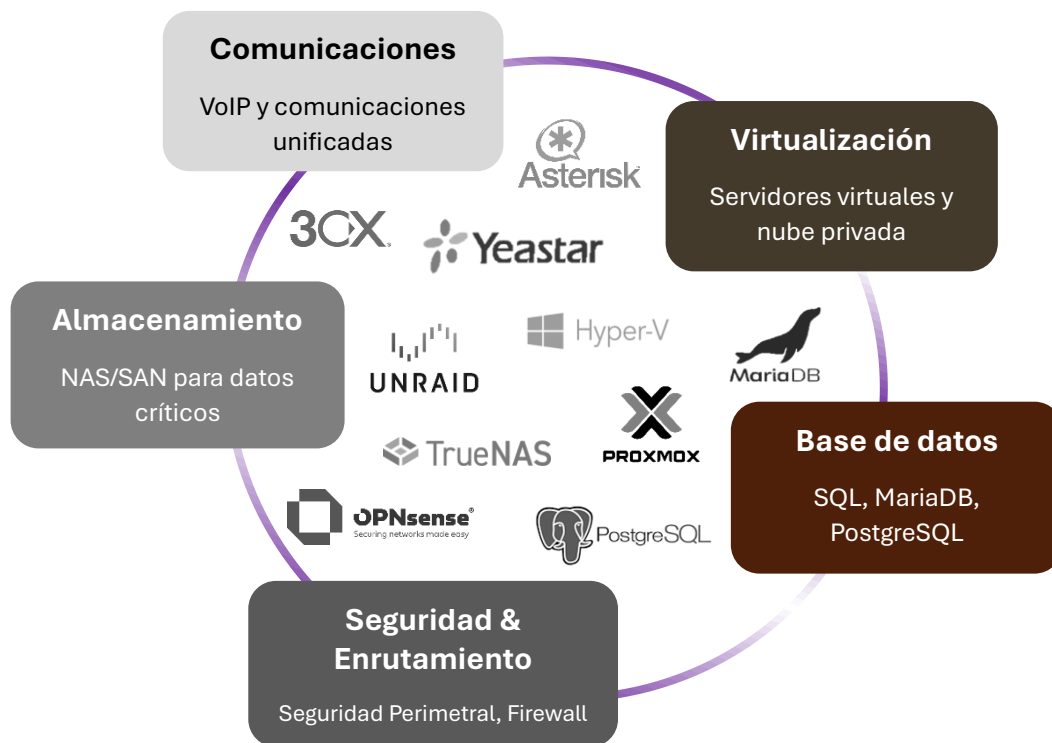 Comunicaciones
VoIP y comunicaciones
unificadas
Virtualización
Servidores virtuales y
nube privada
Asterisk
3CX
Yeastar
Almacenamiento
NAS/SAN para datos
críticos
Hyper-V
UNRAID
MariaDB
PROXMOX
TrueNAS
Base de datos
SQL, MariaDB,
PostgreSQL
OPNsense®
Securing networks made easy
PostgreSQL
Seguridad &
Enrutamiento
Seguridad Perimetral, Firewall